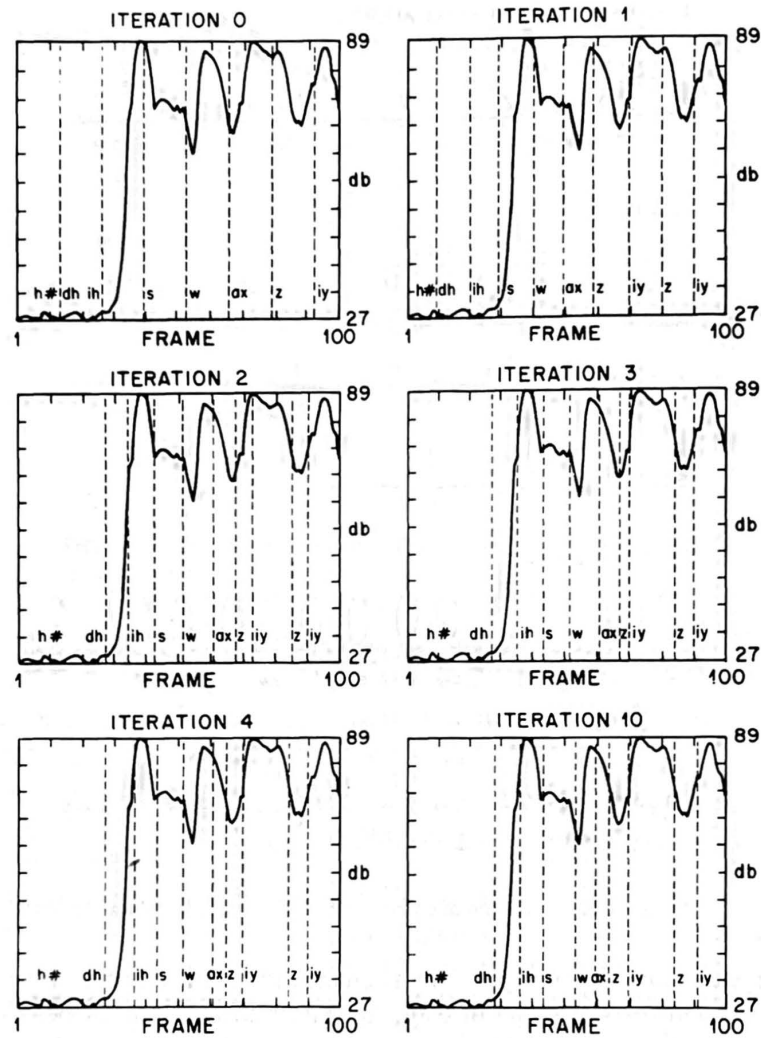 ITERATION 0
89
db
h# dh ih s w ax z iy
27
1 FRAME 100
ITERATION 1
89
db
h# dh ih s w ax z iy z iy
27
1 FRAME 100
ITERATION 2
89
db
h# dh ih s w ax z iy z iy
27
1 FRAME 100
ITERATION 3
89
db
h# dh ih s w ax z iy z iy
27
1 FRAME 100
ITERATION 4
89
db
h# dh ih s w ax z iy z iy
27
1 FRAME 100
ITERATION 10
89
db
h# dh ih s w ax z iy z iy
27
1 FRAME 100